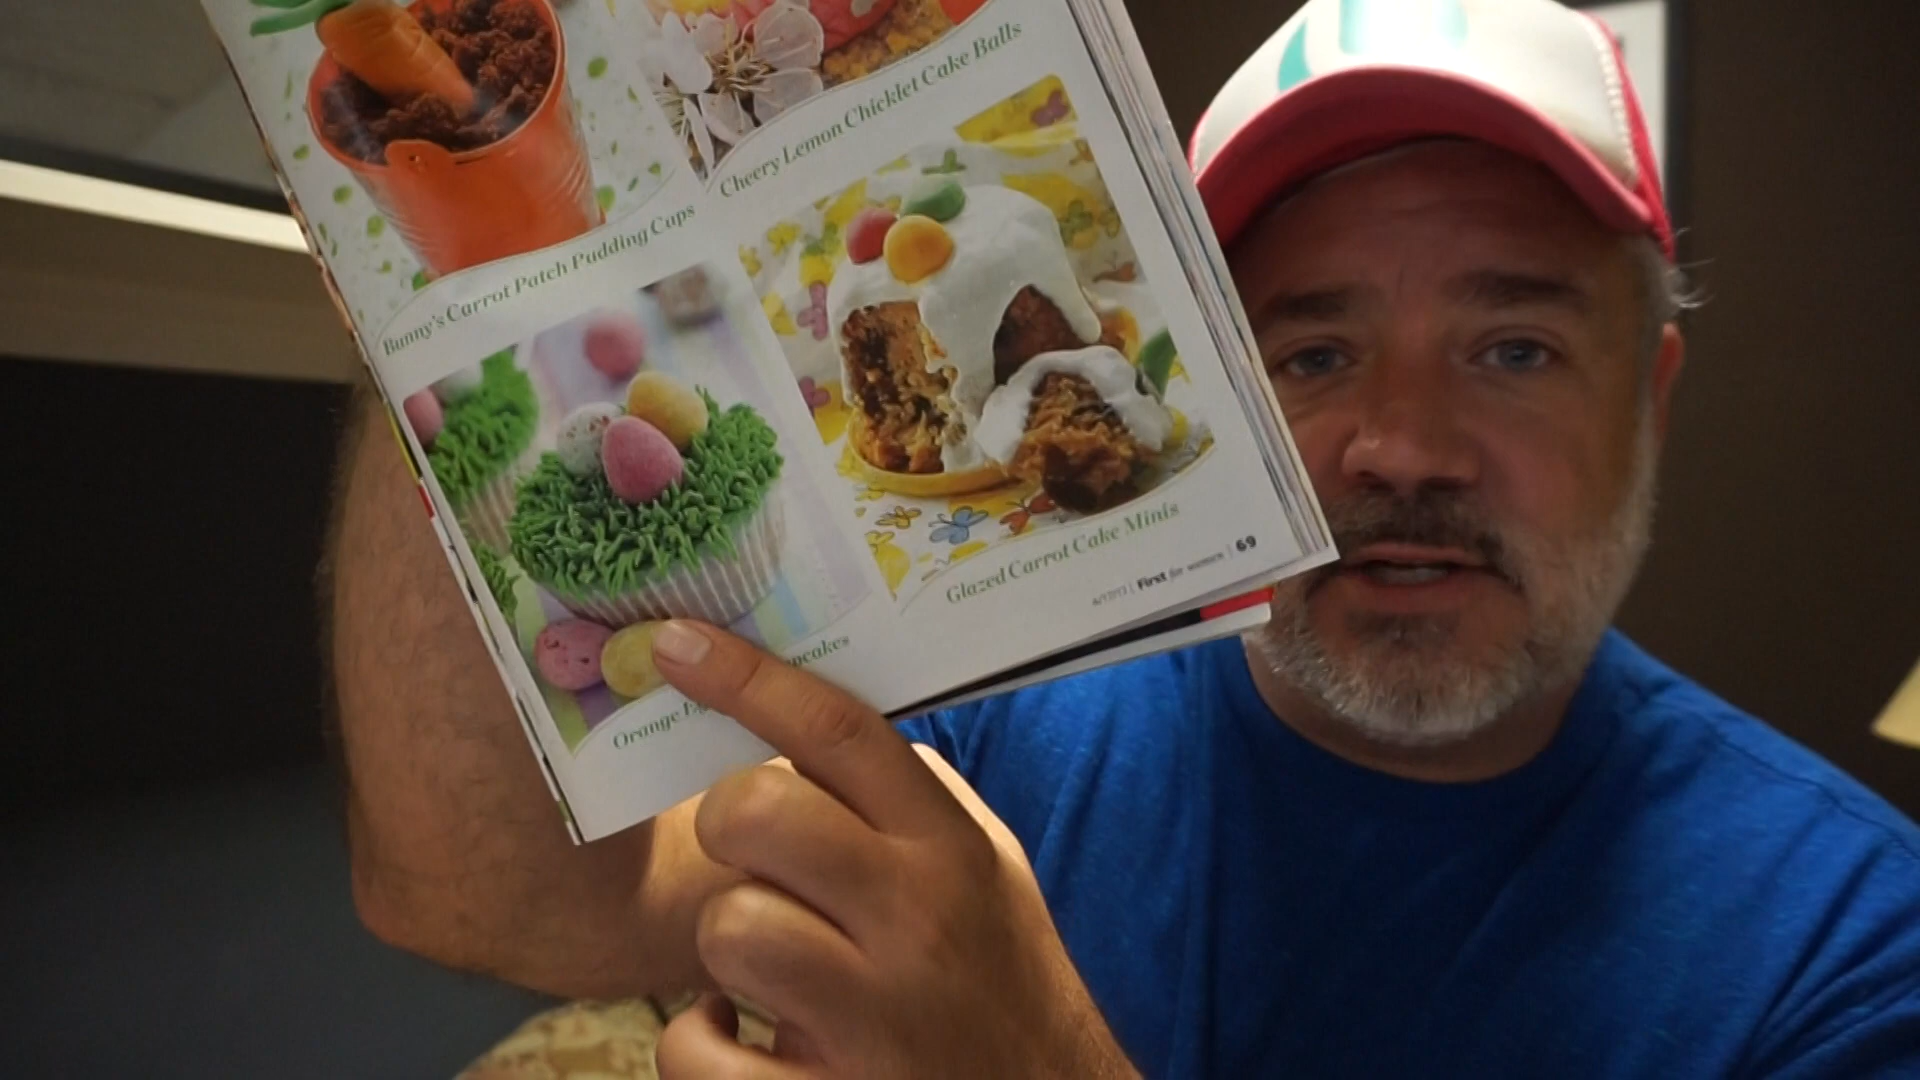 Cheery Lemon Chicklet Cake Balls
Bunny's Carrot Patch Pudding Cups
Glazed Carrot Cake Minis
Orange
First for women | 69